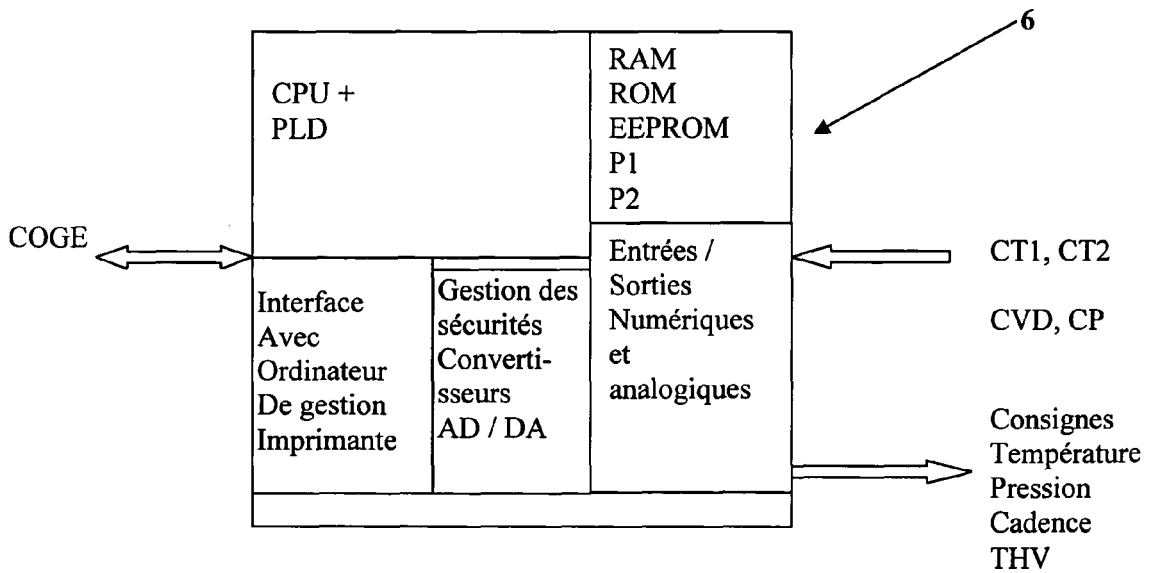 6
CPU +
PLD
RAM
ROM
EEPROM
P1
P2
COGE
Interface
Avec
Ordinateur
De gestion
Imprimante
Gestion des
sécurités
Converti-
sseurs
AD / DA
Entrées /
Sorties
Numériques
et
analogiques
CT1, CT2
CVD, CP
Consignes
Température
Pression
Cadence
THV